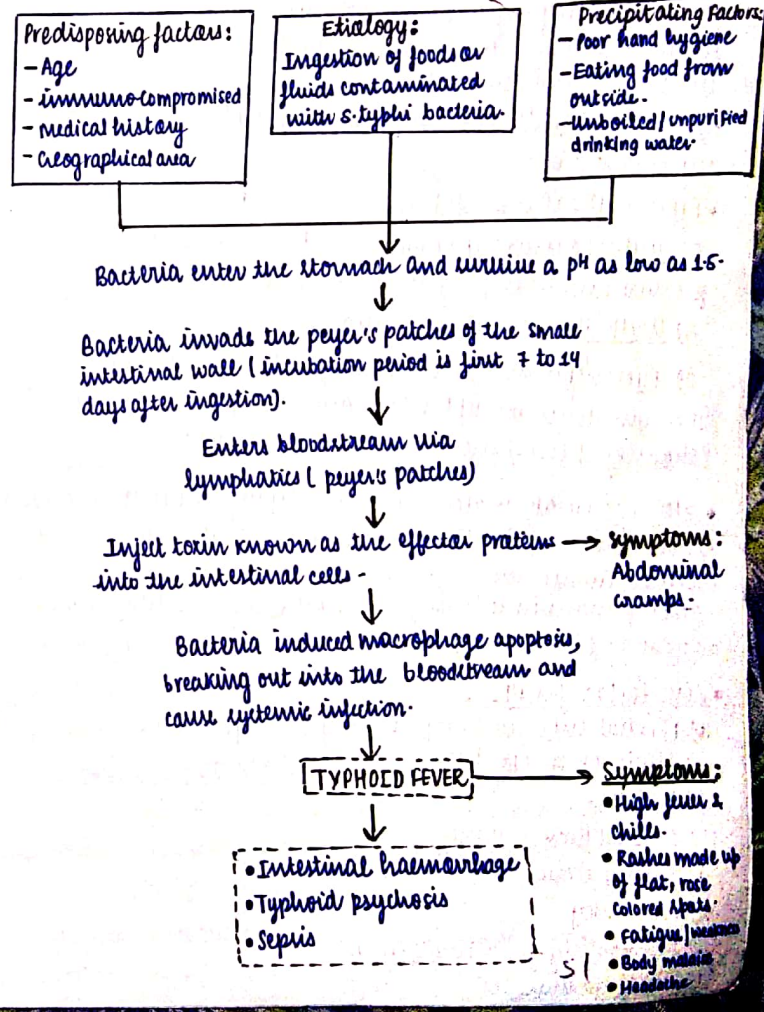 Predisposing factors:
- Age
- immunocompromised
- Medical history
- Geographical area
Etiology:
Ingestion of foods or
fluids contaminated
with S.typhi bacteria.
Precipitating Factors:
- Poor hand hygiene
- Eating food from
outside.
- Unboiled/unpurified
drinking water.
Bacteria enter the stomach and survive a pH as low as 1.5.
Bacteria invade the peyer's patches of the small
intestinal wall (incubation period is first 7 to 14
days after ingestion).
Enters bloodstream via
lymphatics (peyer's patches)
Inject toxin known as the effector proteins → Symptoms:
into the intestinal cells.
Abdominal
cramps.
Bacteria induced macrophage apoptosis,
breaking out into the bloodstream and
cause systemic infection.
TYPHOID FEVER
Symptoms:
• High fever &
chills.
• Rashes made up
of flat, rose
colored spots.
• Fatigue/weakness
• Body malaise
• Headache
• Intestinal haemorrhage
• Typhoid psychosis
• Sepsis